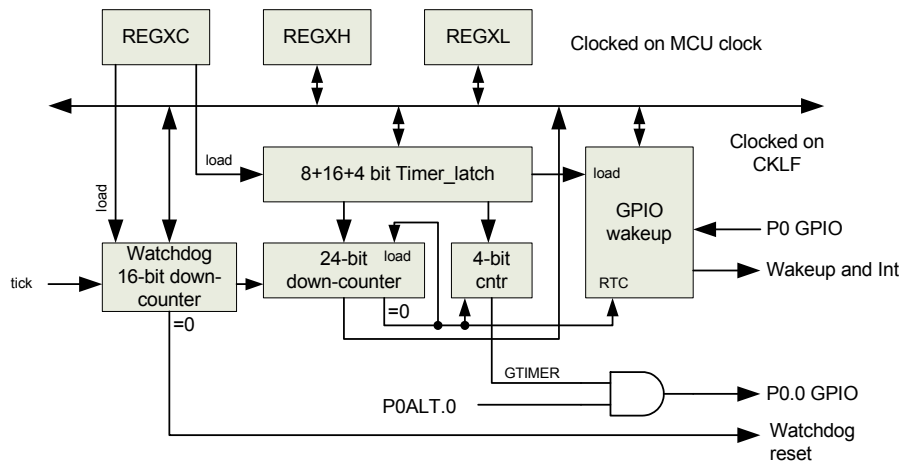 REGXC
REGXH
REGXL
Clocked on MCU clock
Clocked on
CKLF
load
load
8+16+4 bit Timer_latch
load
GPIO
wakeup
RTC
P0 GPIO
Wakeup and Int
tick
Watchdog
16-bit down-
counter
=0
24-bit
down-counter
load
=0
4-bit
cntr
GTIMER
P0ALT.0
P0.0 GPIO
Watchdog
reset